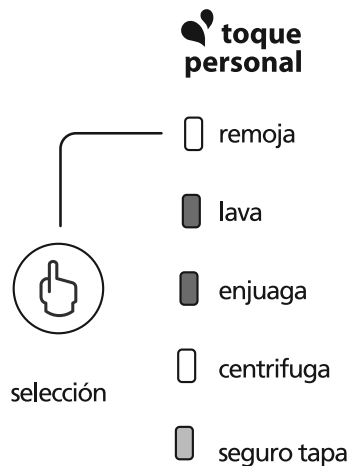 toque
personal
remoja
lava
enjuaga
centrifuga
selección
seguro tapa